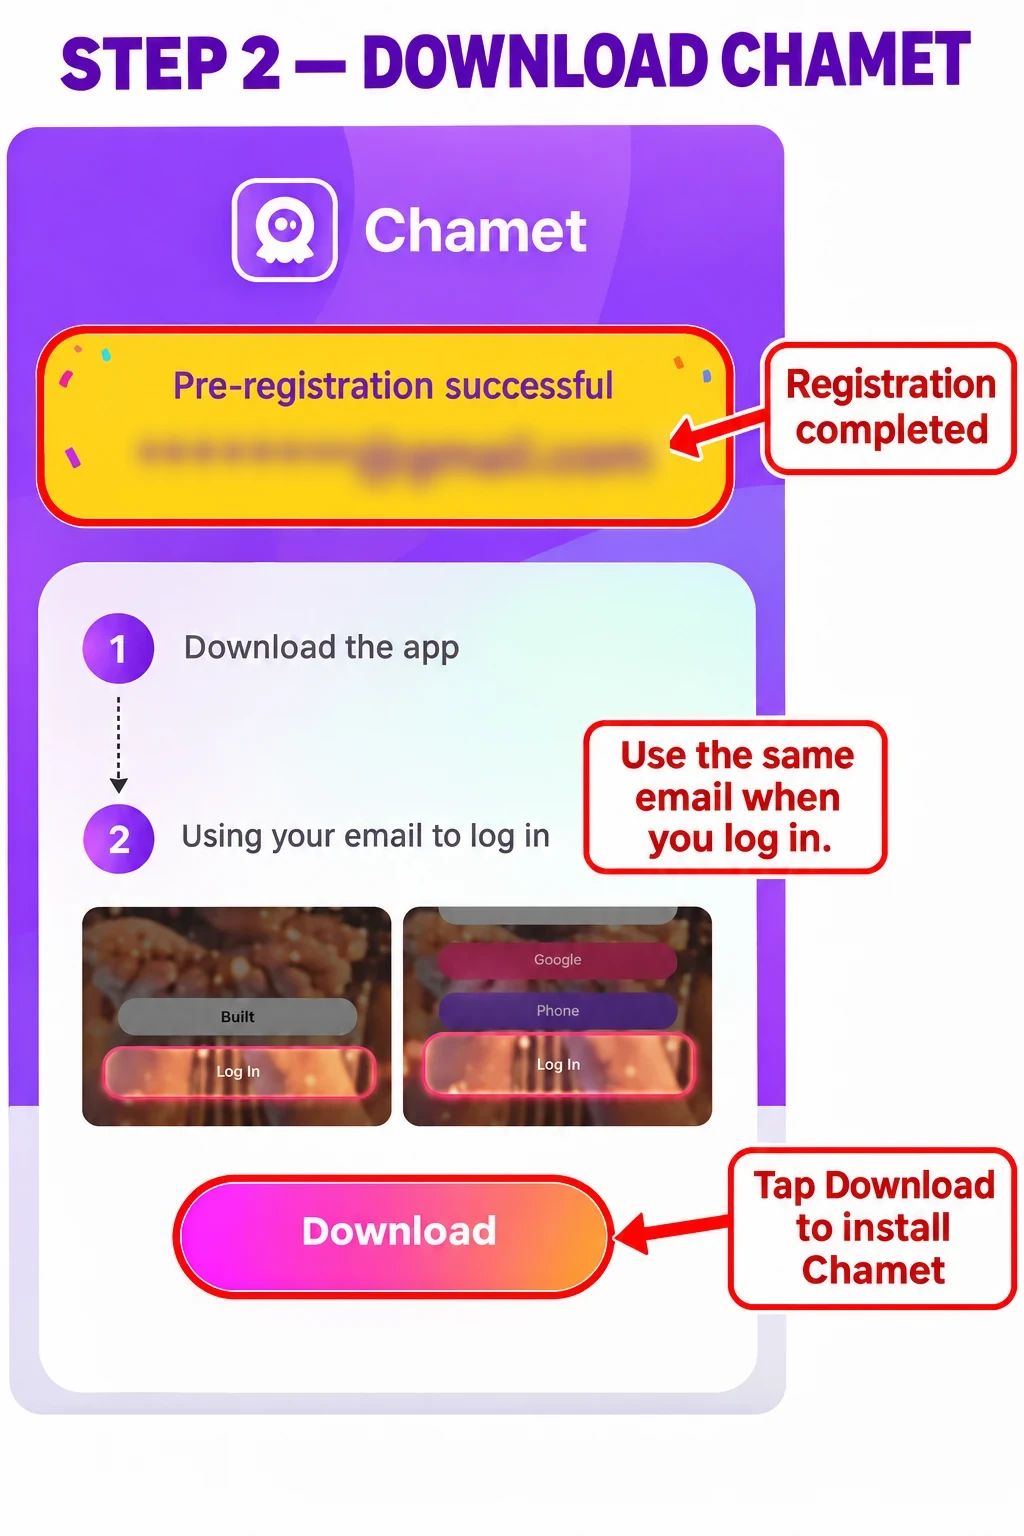 STEP 2 — DOWNLOAD CHAMET
Chamet
Pre-registration successful
Registration
completed
1
Download the app
Use the same
email when
you log in.
2
Using your email to log in
Built
Log In
Google
Phone
Log In
Download
Tap Download
to install
Chamet